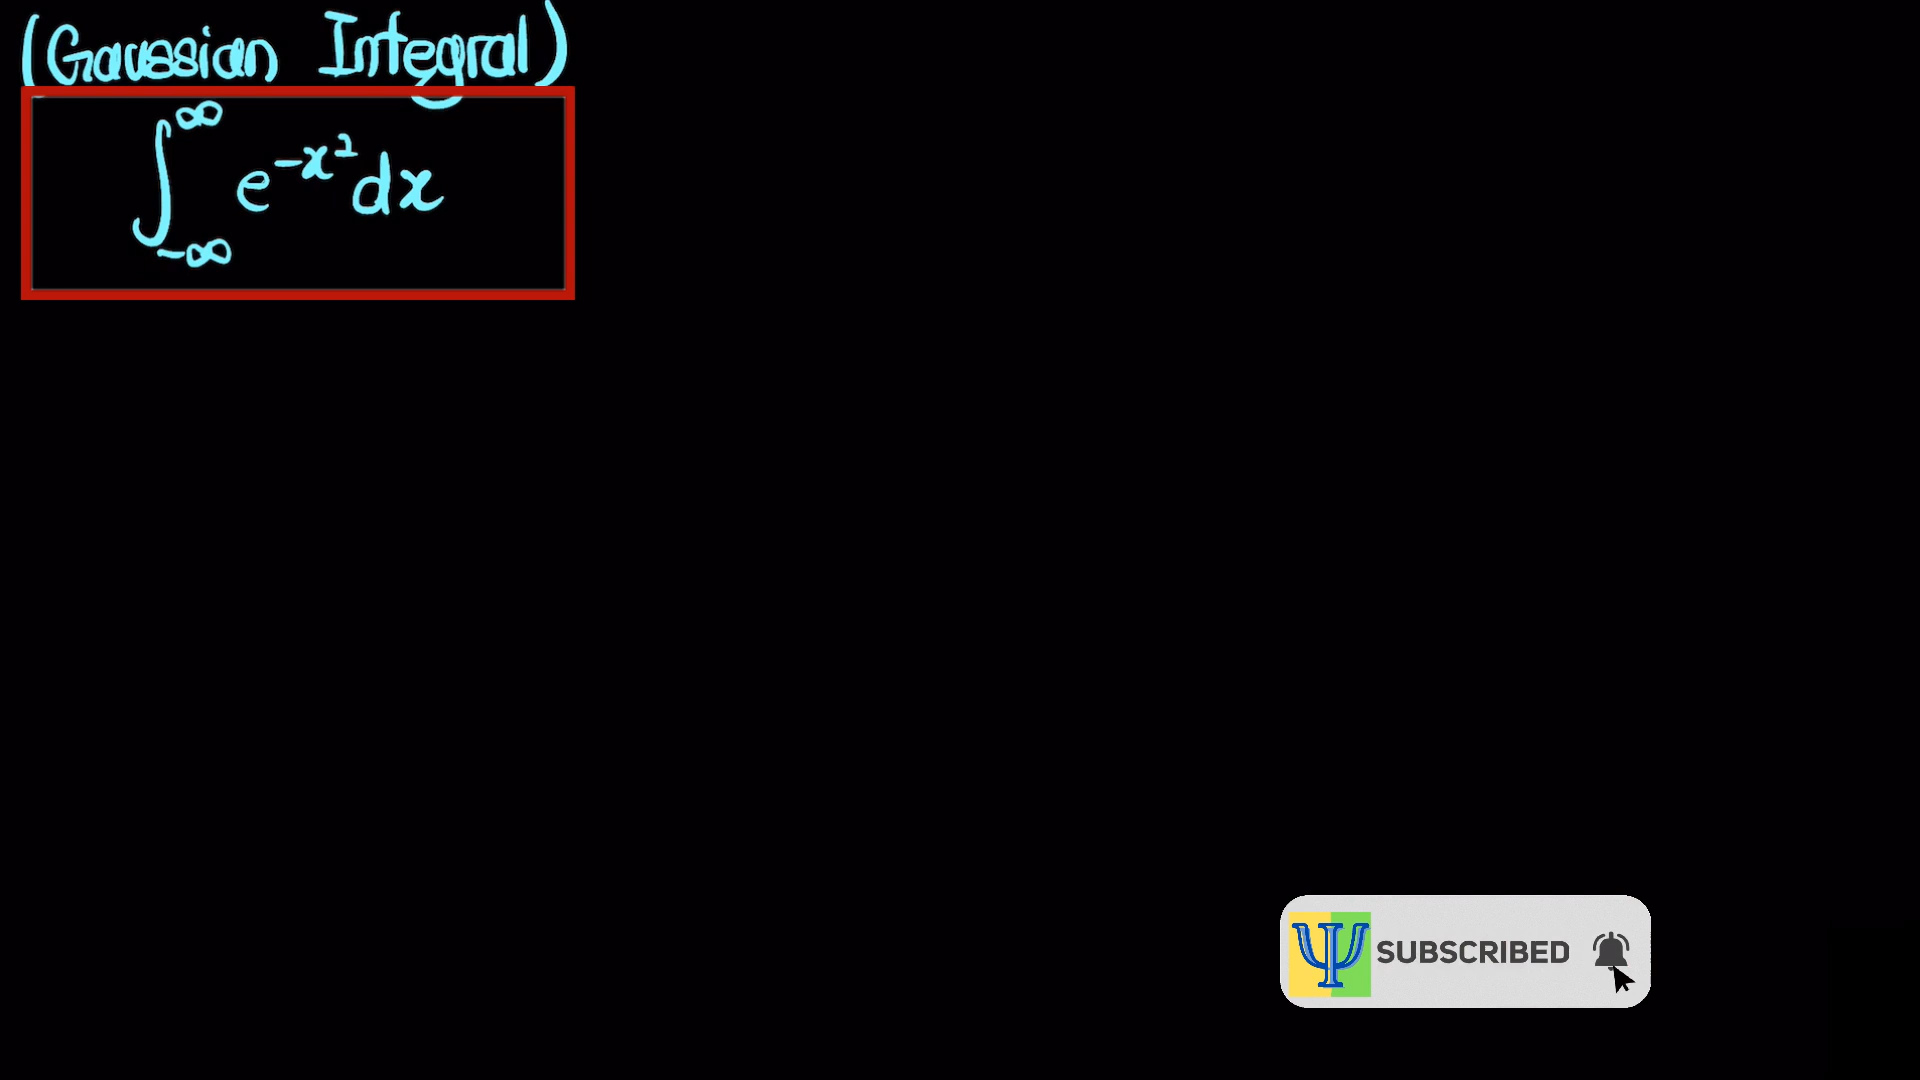 (Gaussian Integral)
∫_{-∞}^{∞} e^{-x²} dx
Ψ SUBSCRIBED